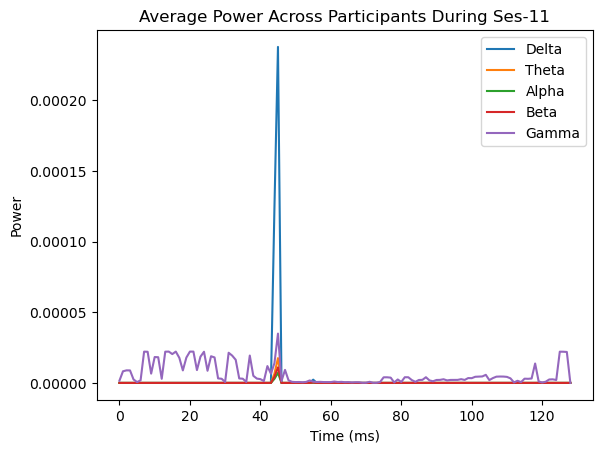 Average Power Across Participants During Ses-11
Delta
Theta
Alpha
Beta
Gamma
Power
0.00020
0.00015
0.00010
0.00005
0.00000
0 20 40 60 80 100 120
Time (ms)